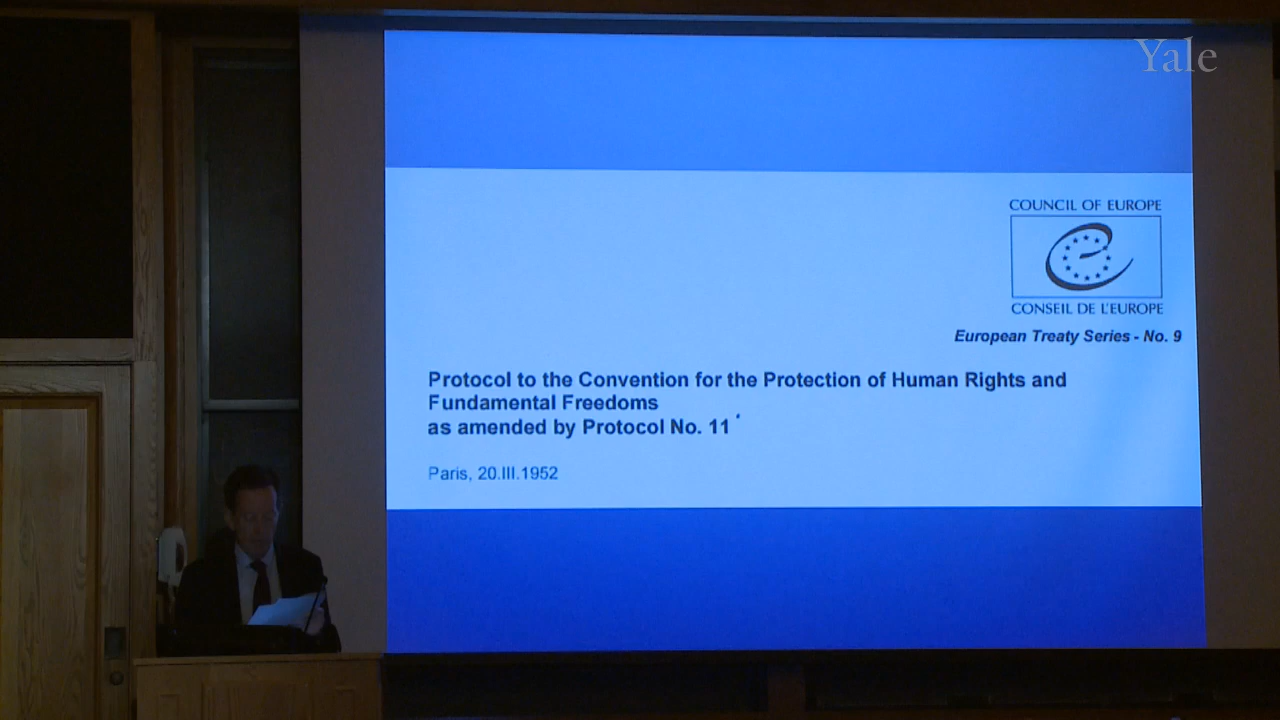 Yale
COUNCIL OF EUROPE
CONSEIL DE L'EUROPE
European Treaty Series - No. 9
Protocol to the Convention for the Protection of Human Rights and
Fundamental Freedoms
as amended by Protocol No. 11 *
Paris, 20.III.1952